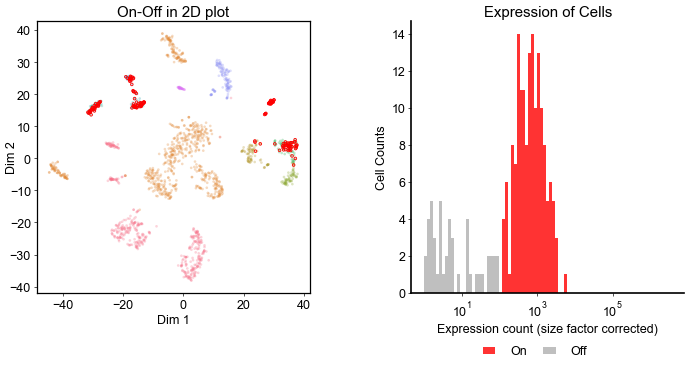 On-Off in 2D plot
40
30
20
10
0
−10
−20
−30
−40
Dim 2
−40 −20 0 20 40
Dim 1
Expression of Cells
14
12
10
8
6
4
2
0
Cell Counts
10^1 10^3 10^5
Expression count (size factor corrected)
On Off